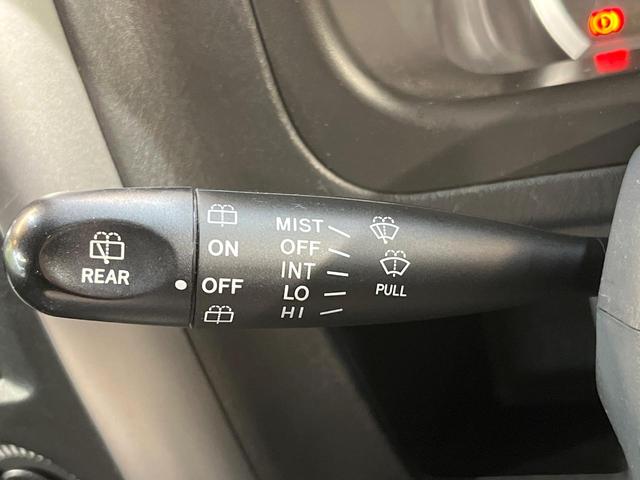 REAR
ON
OFF
MIST
OFF
INT
LO
HI
PULL